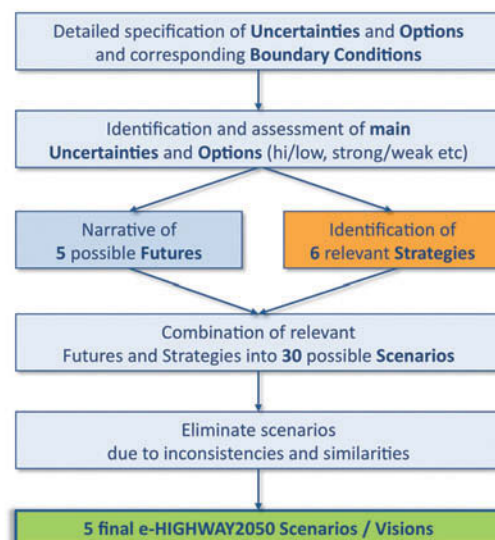 Detailed specification of Uncertainties and Options
and corresponding Boundary Conditions
Identification and assessment of main
Uncertainties and Options (hi/low, strong/weak etc)
Narrative of
5 possible Futures
Identification of
6 relevant Strategies
Combination of relevant
Futures and Strategies into 30 possible Scenarios
Eliminate scenarios
due to inconsistencies and similarities
5 final e-HIGHWAY2050 Scenarios / Visions